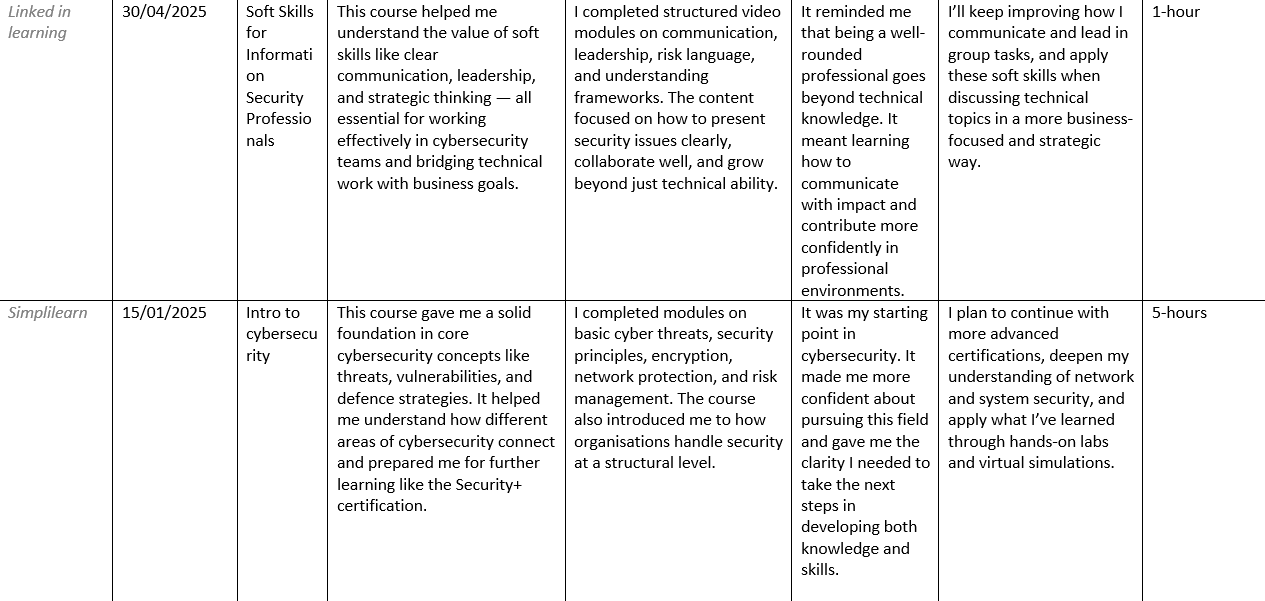 Linked in
learning
30/04/2025
Soft Skills
for
Informati
on
Security
Professio
nals
This course helped me
understand the value of soft
skills like clear
communication, leadership,
and strategic thinking — all
essential for working
effectively in cybersecurity
teams and bridging technical
work with business goals.
I completed structured video
modules on communication,
leadership, risk language,
and understanding
frameworks. The content
focused on how to present
security issues clearly,
collaborate well, and grow
beyond just technical ability.
It reminded me
that being a well-
rounded
professional goes
beyond technical
knowledge. It
meant learning
how to
communicate
with impact and
contribute more
confidently in
professional
environments.
I’ll keep improving how I
communicate and lead in
group tasks, and apply
these soft skills when
discussing technical
topics in a more business-
focused and strategic
way.
1-hour
Simplilearn
15/01/2025
Intro to
cybersecu
rity
This course gave me a solid
foundation in core
cybersecurity concepts like
threats, vulnerabilities, and
defence strategies. It helped
me understand how different
areas of cybersecurity connect
and prepared me for further
learning like the Security+
certification.
I completed modules on
basic cyber threats, security
principles, encryption,
network protection, and risk
management. The course
also introduced me to how
organisations handle security
at a structural level.
It was my starting
point in
cybersecurity. It
made me more
confident about
pursuing this field
and gave me the
clarity I needed to
take the next
steps in
developing both
knowledge and
skills.
I plan to continue with
more advanced
certifications, deepen my
understanding of network
and system security, and
apply what I’ve learned
through hands-on labs
and virtual simulations.
5-hours